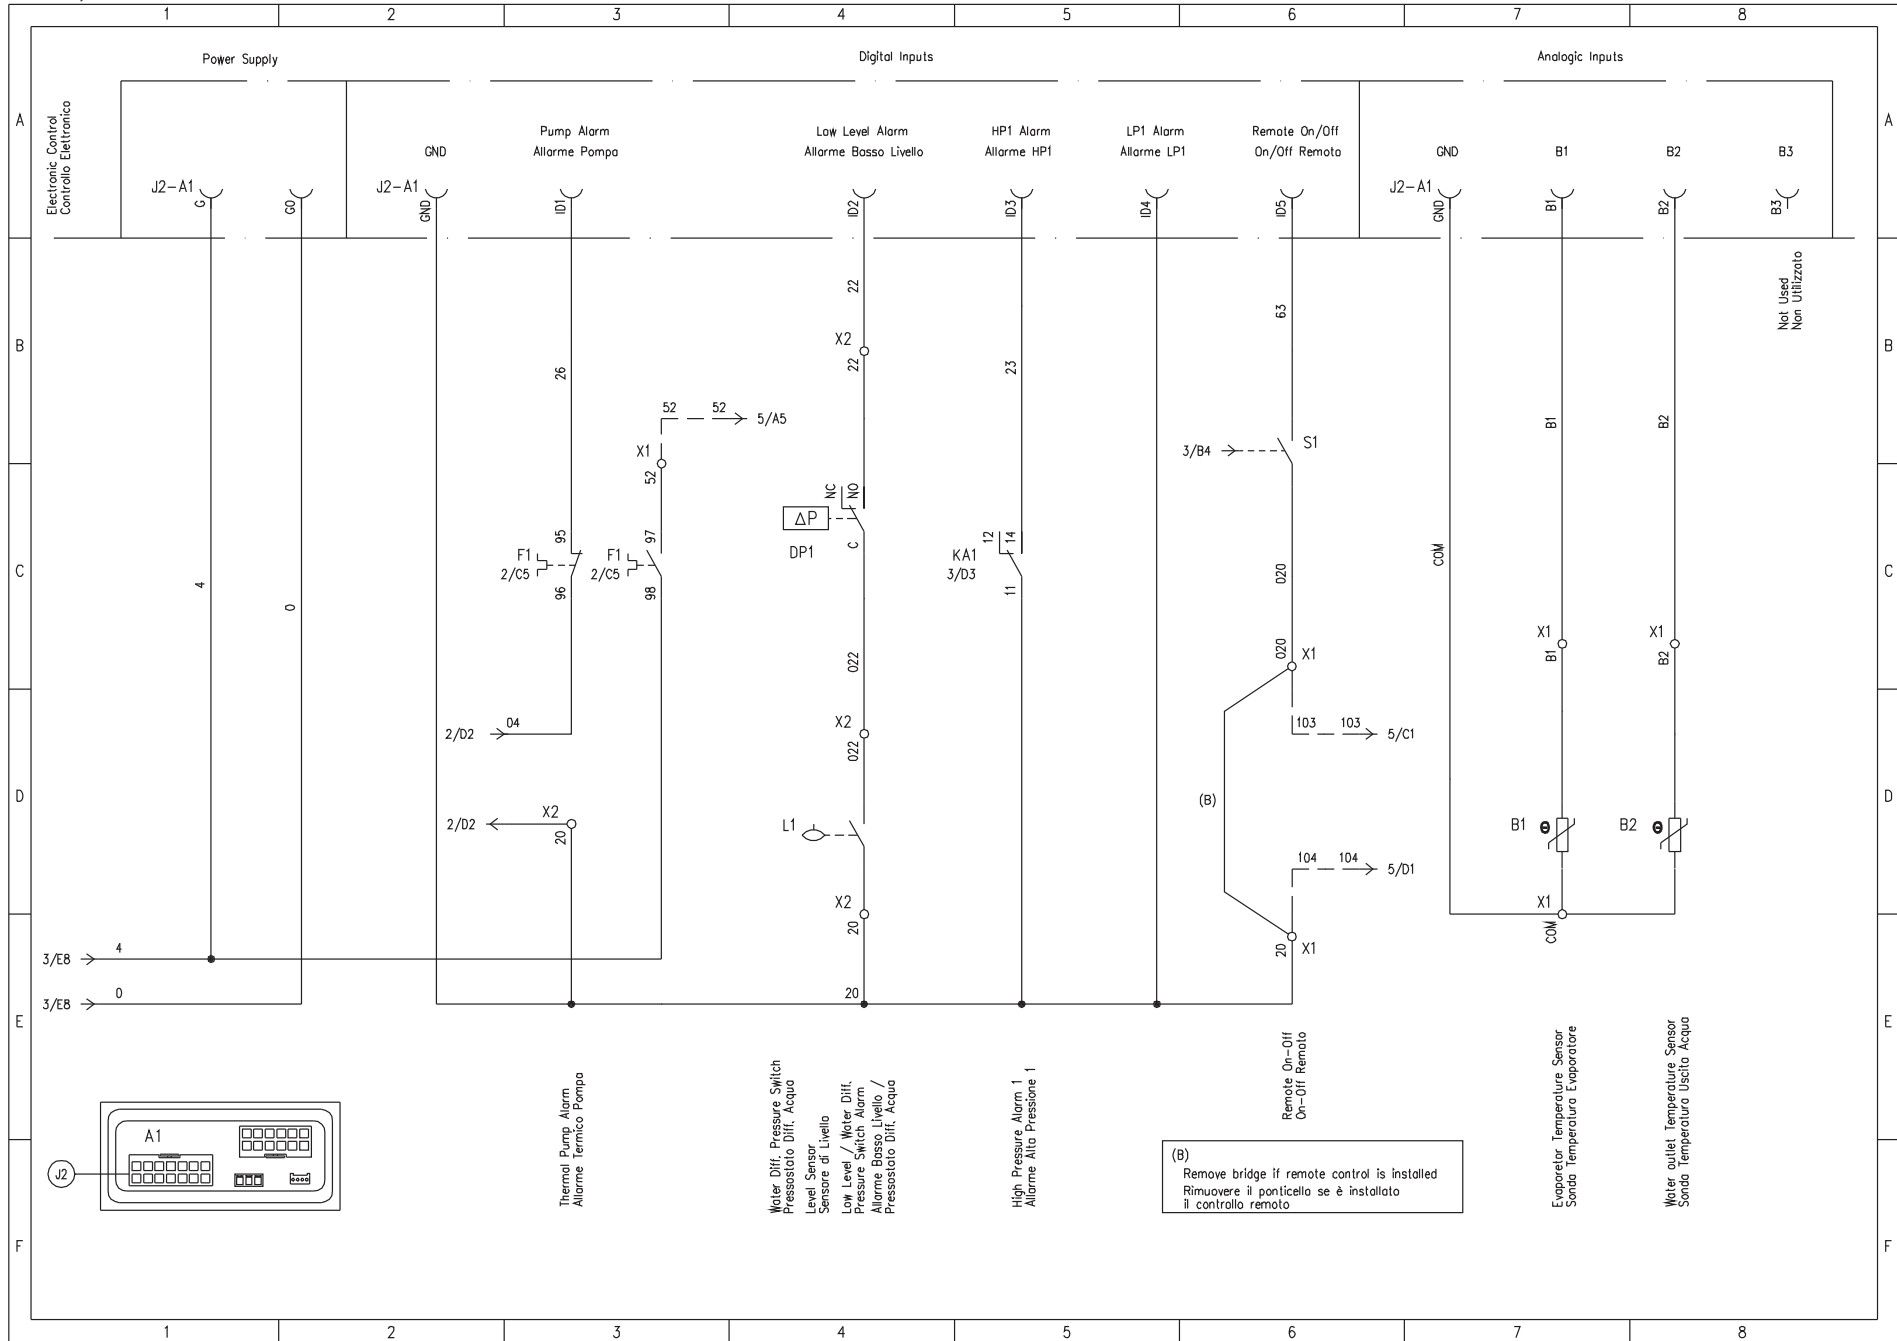 1 2 3 4 5 6 7 8
Power Supply
Digital Inputs
Analogic Inputs
A
A
Electronic Control
Controllo Elettronico
Pump Alarm
Allarme Pompa
Low Level Alarm
Allarme Basso Livello
HP1 Alarm
Allarme HP1
LP1 Alarm
Allarme LP1
Remote On/Off
On/Off Remoto
GND
GND
B1
B2
B3
J2-A1
J2-A1
J2-A1
G
G0
GND
ID1
ID2
ID3
ID4
ID5
GND
B1
B2
B3
Not Used
Non Utilizzato
B
B
22
63
X2
22
26
23
52 52 5/A5
B1
B2
X1
52
3/B4
S1
NC
NO
ΔP
DP1
C
C
C
95
97
F1
2/C5
F1
2/C5
96
98
12
14
KA1
3/D3
11
COM
020
4
0
022
020
X1
X1
B1
X1
B2
2/D2
04
X2
022
103 103 5/C1
D
D
(B)
2/D2
X2
20
L1
B1 Θ
B2 Θ
104 104 5/D1
X2
20
X1
COM
20
X1
3/E8
4
3/E8
0
20
E
E
A1
J2
Thermal Pump Alarm
Allarme Termico Pompa
Water Diff. Pressure Switch
Pressostato Diff. Acqua
Level Sensor
Sensore di Livello
Low Level / Water Diff.
Pressure Switch Alarm
Allarme Basso Livello /
Pressostato Diff. Acqua
High Pressure Alarm 1
Allarme Alta Pressione 1
Remote On-Off
On-Off Remoto
Evaporetor Temperature Sensor
Sonda Temperatura Evaporatore
Water outlet Temperature Sensor
Sonda Temperatura Uscita Acqua
(B)
Remove bridge if remote control is installed
Rimuovere il ponticello se è installato
il controllo remoto
F
F
1 2 3 4 5 6 7 8